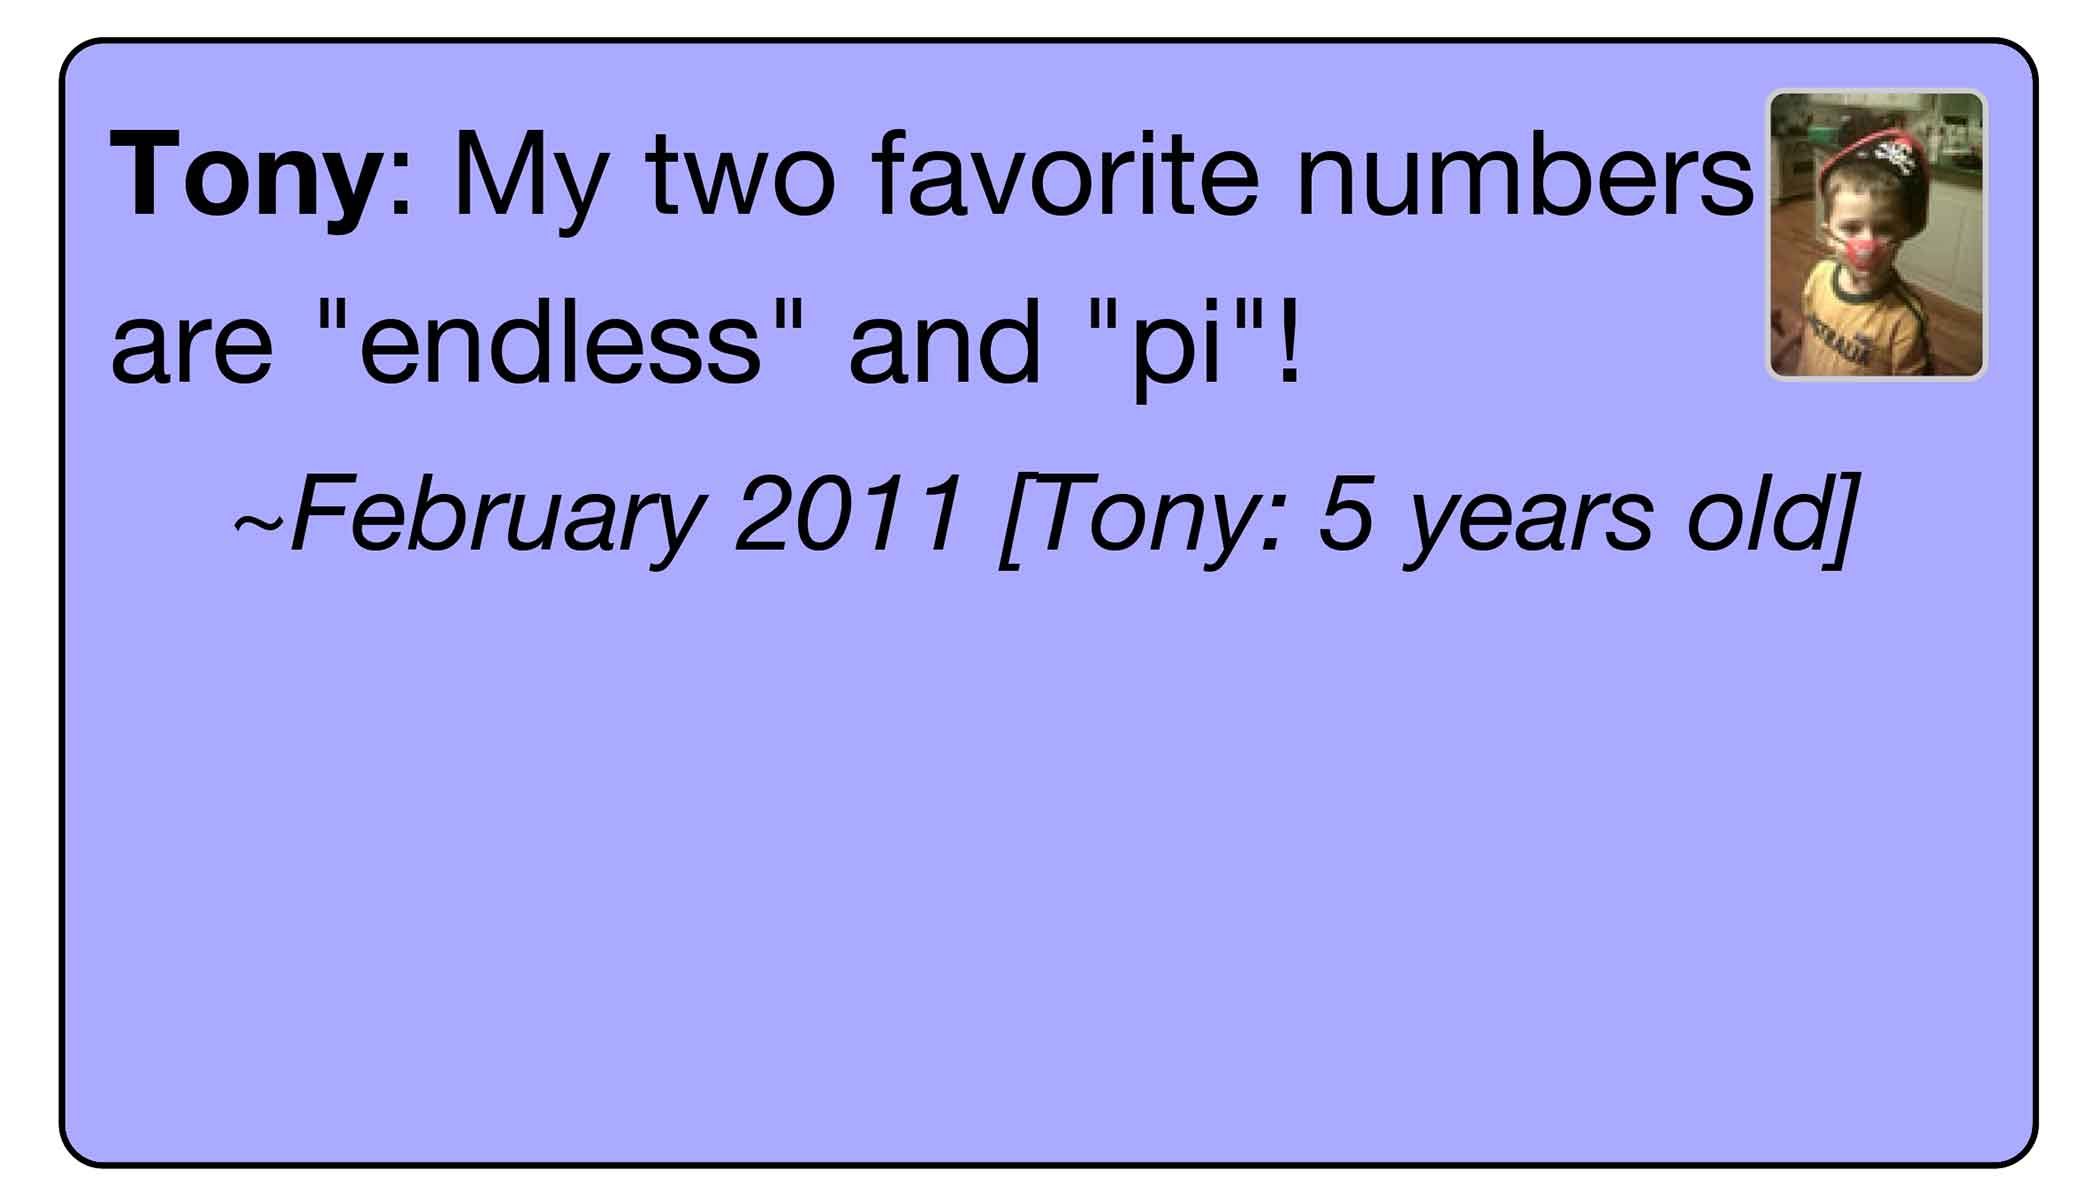 Tony: My two favorite numbers
are "endless" and "pi"!
~February 2011 [Tony: 5 years old]